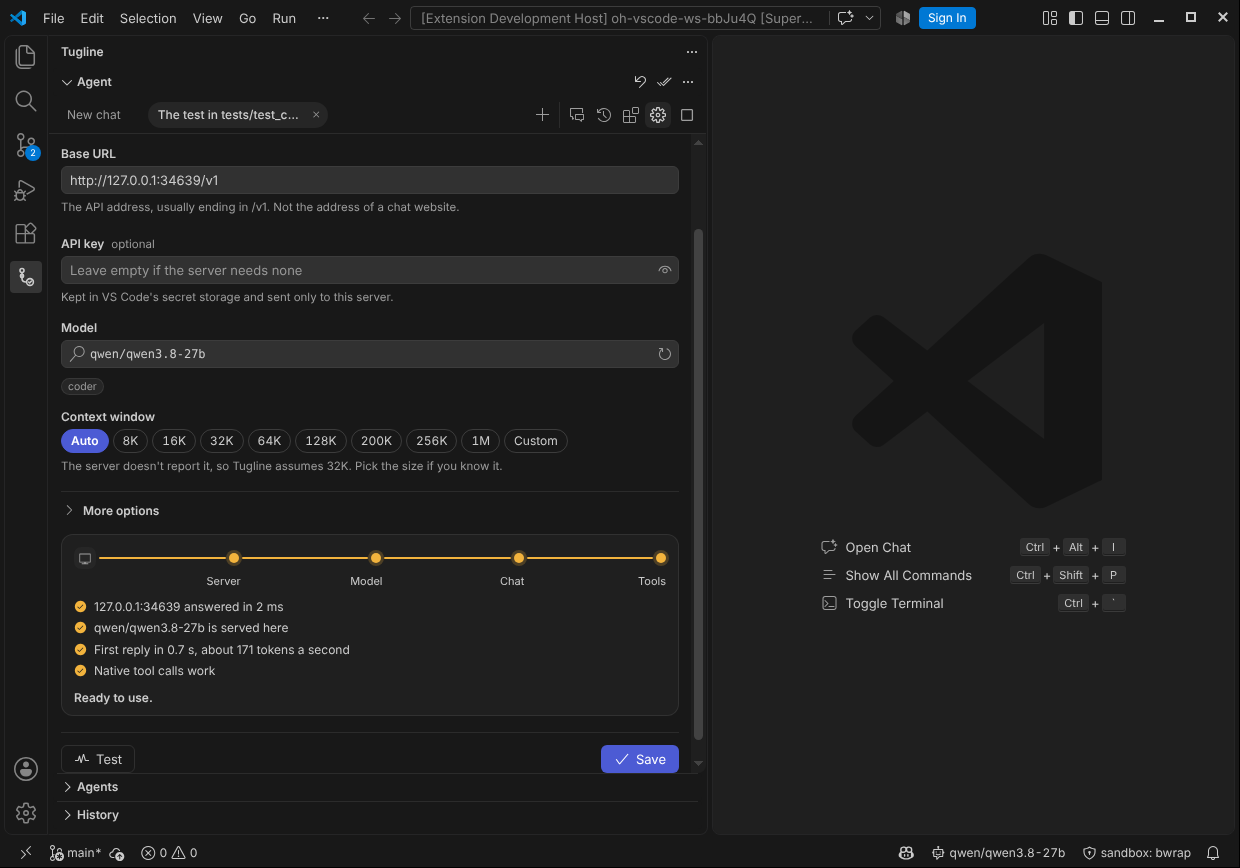 File Edit Selection View Go Run ··· [Extension Development Host] oh-vscode-ws-bbJu4Q [Super... Sign In
Tugline
Agent
New chat The test in tests/test_c...
Base URL
http://127.0.0.1:34639/v1
The API address, usually ending in /v1. Not the address of a chat website.
API key optional
Leave empty if the server needs none
Kept in VS Code's secret storage and sent only to this server.
Model
qwen/qwen3.8-27b
coder
Context window
Auto 8K 16K 32K 64K 128K 200K 256K 1M Custom
The server doesn't report it, so Tugline assumes 32K. Pick the size if you know it.
More options
Server Model Chat Tools
127.0.0.1:34639 answered in 2 ms
qwen/qwen3.8-27b is served here
First reply in 0.7 s, about 171 tokens a second
Native tool calls work
Ready to use.
Test Save
Agents
History
2
Open Chat Ctrl + Alt + I
Show All Commands Ctrl + Shift + P
Toggle Terminal Ctrl + `
main* 0 0 qwen/qwen3.8-27b sandbox: bwrap